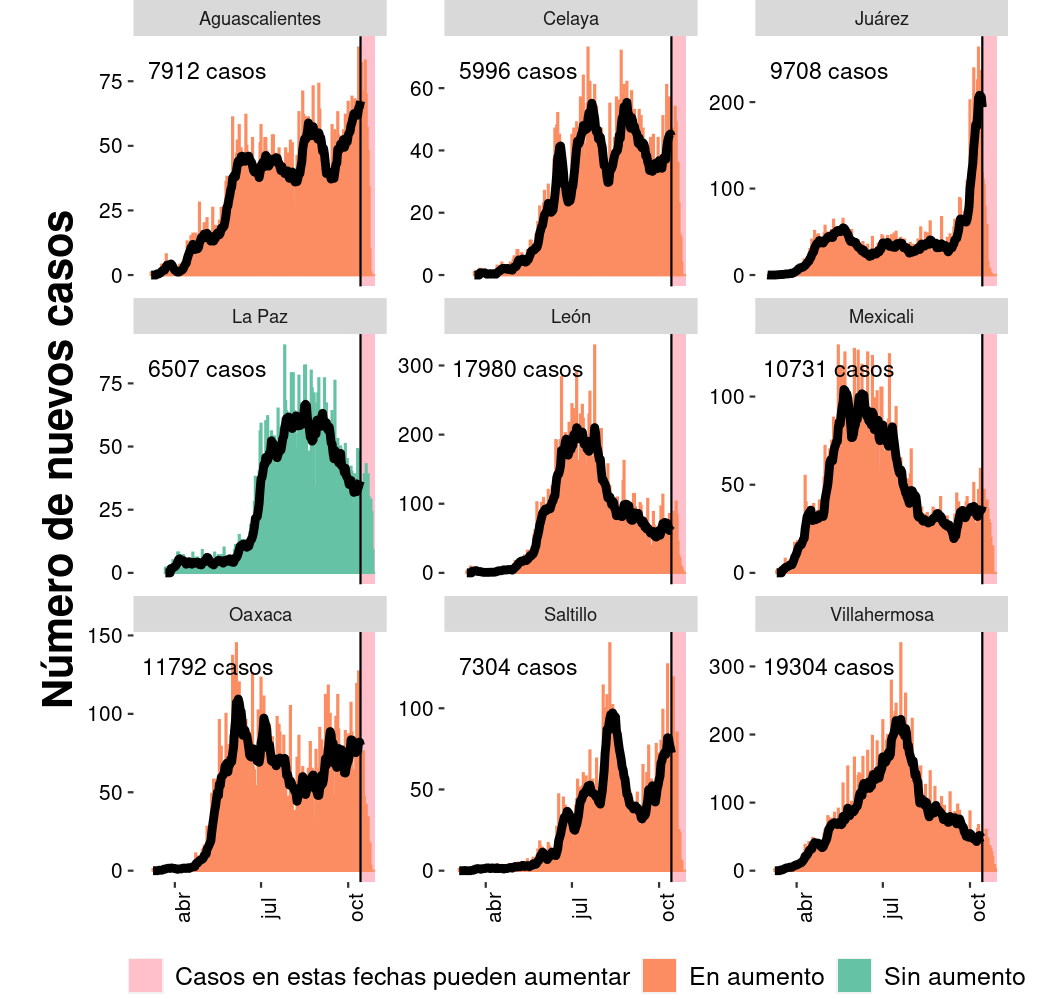 Número de nuevos casos
Aguascalientes
Celaya
Juárez
7912 casos
5996 casos
9708 casos
75
50
25
0
60
40
20
0
200
100
0
La Paz
León
Mexicali
6507 casos
17980 casos
10731 casos
75
50
25
0
300
200
100
0
100
50
0
Oaxaca
Saltillo
Villahermosa
11792 casos
7304 casos
19304 casos
150
100
50
0
100
50
0
300
200
100
0
abr
jul
oct
abr
jul
oct
abr
jul
oct
Casos en estas fechas pueden aumentar
En aumento
Sin aumento